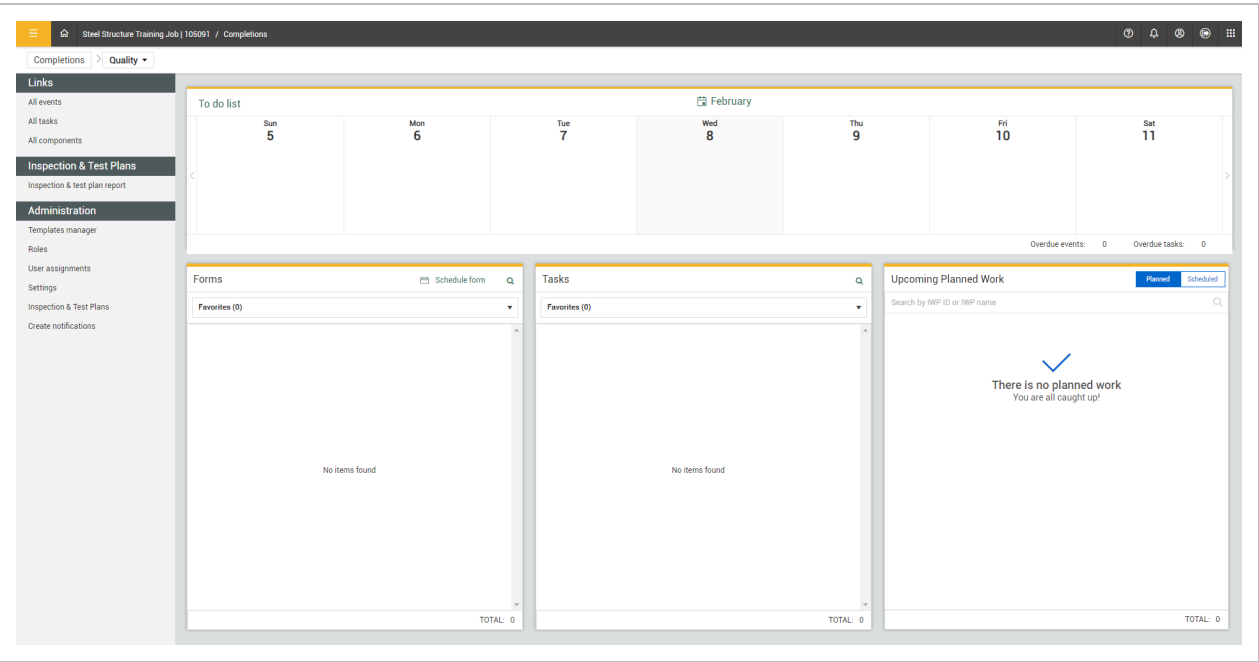 Steel Structure Training Job | 105091 / Completions
Completions > Quality
Links
All events
All tasks
All components
Inspection & Test Plans
Inspection & test plan report
Administration
Templates manager
Roles
User assignments
Settings
Inspection & Test Plans
Create notifications
To do list
February
Sun Mon Tue Wed Thu Fri Sat
5 6 7 8 9 10 11
Overdue events: 0 Overdue tasks: 0
Forms
Schedule form
Favorites (0)
No items found
TOTAL: 0
Tasks
Favorites (0)
No items found
TOTAL: 0
Upcoming Planned Work
Planned Scheduled
Search by IWP ID or IWP name
There is no planned work
You are all caught up!
TOTAL: 0